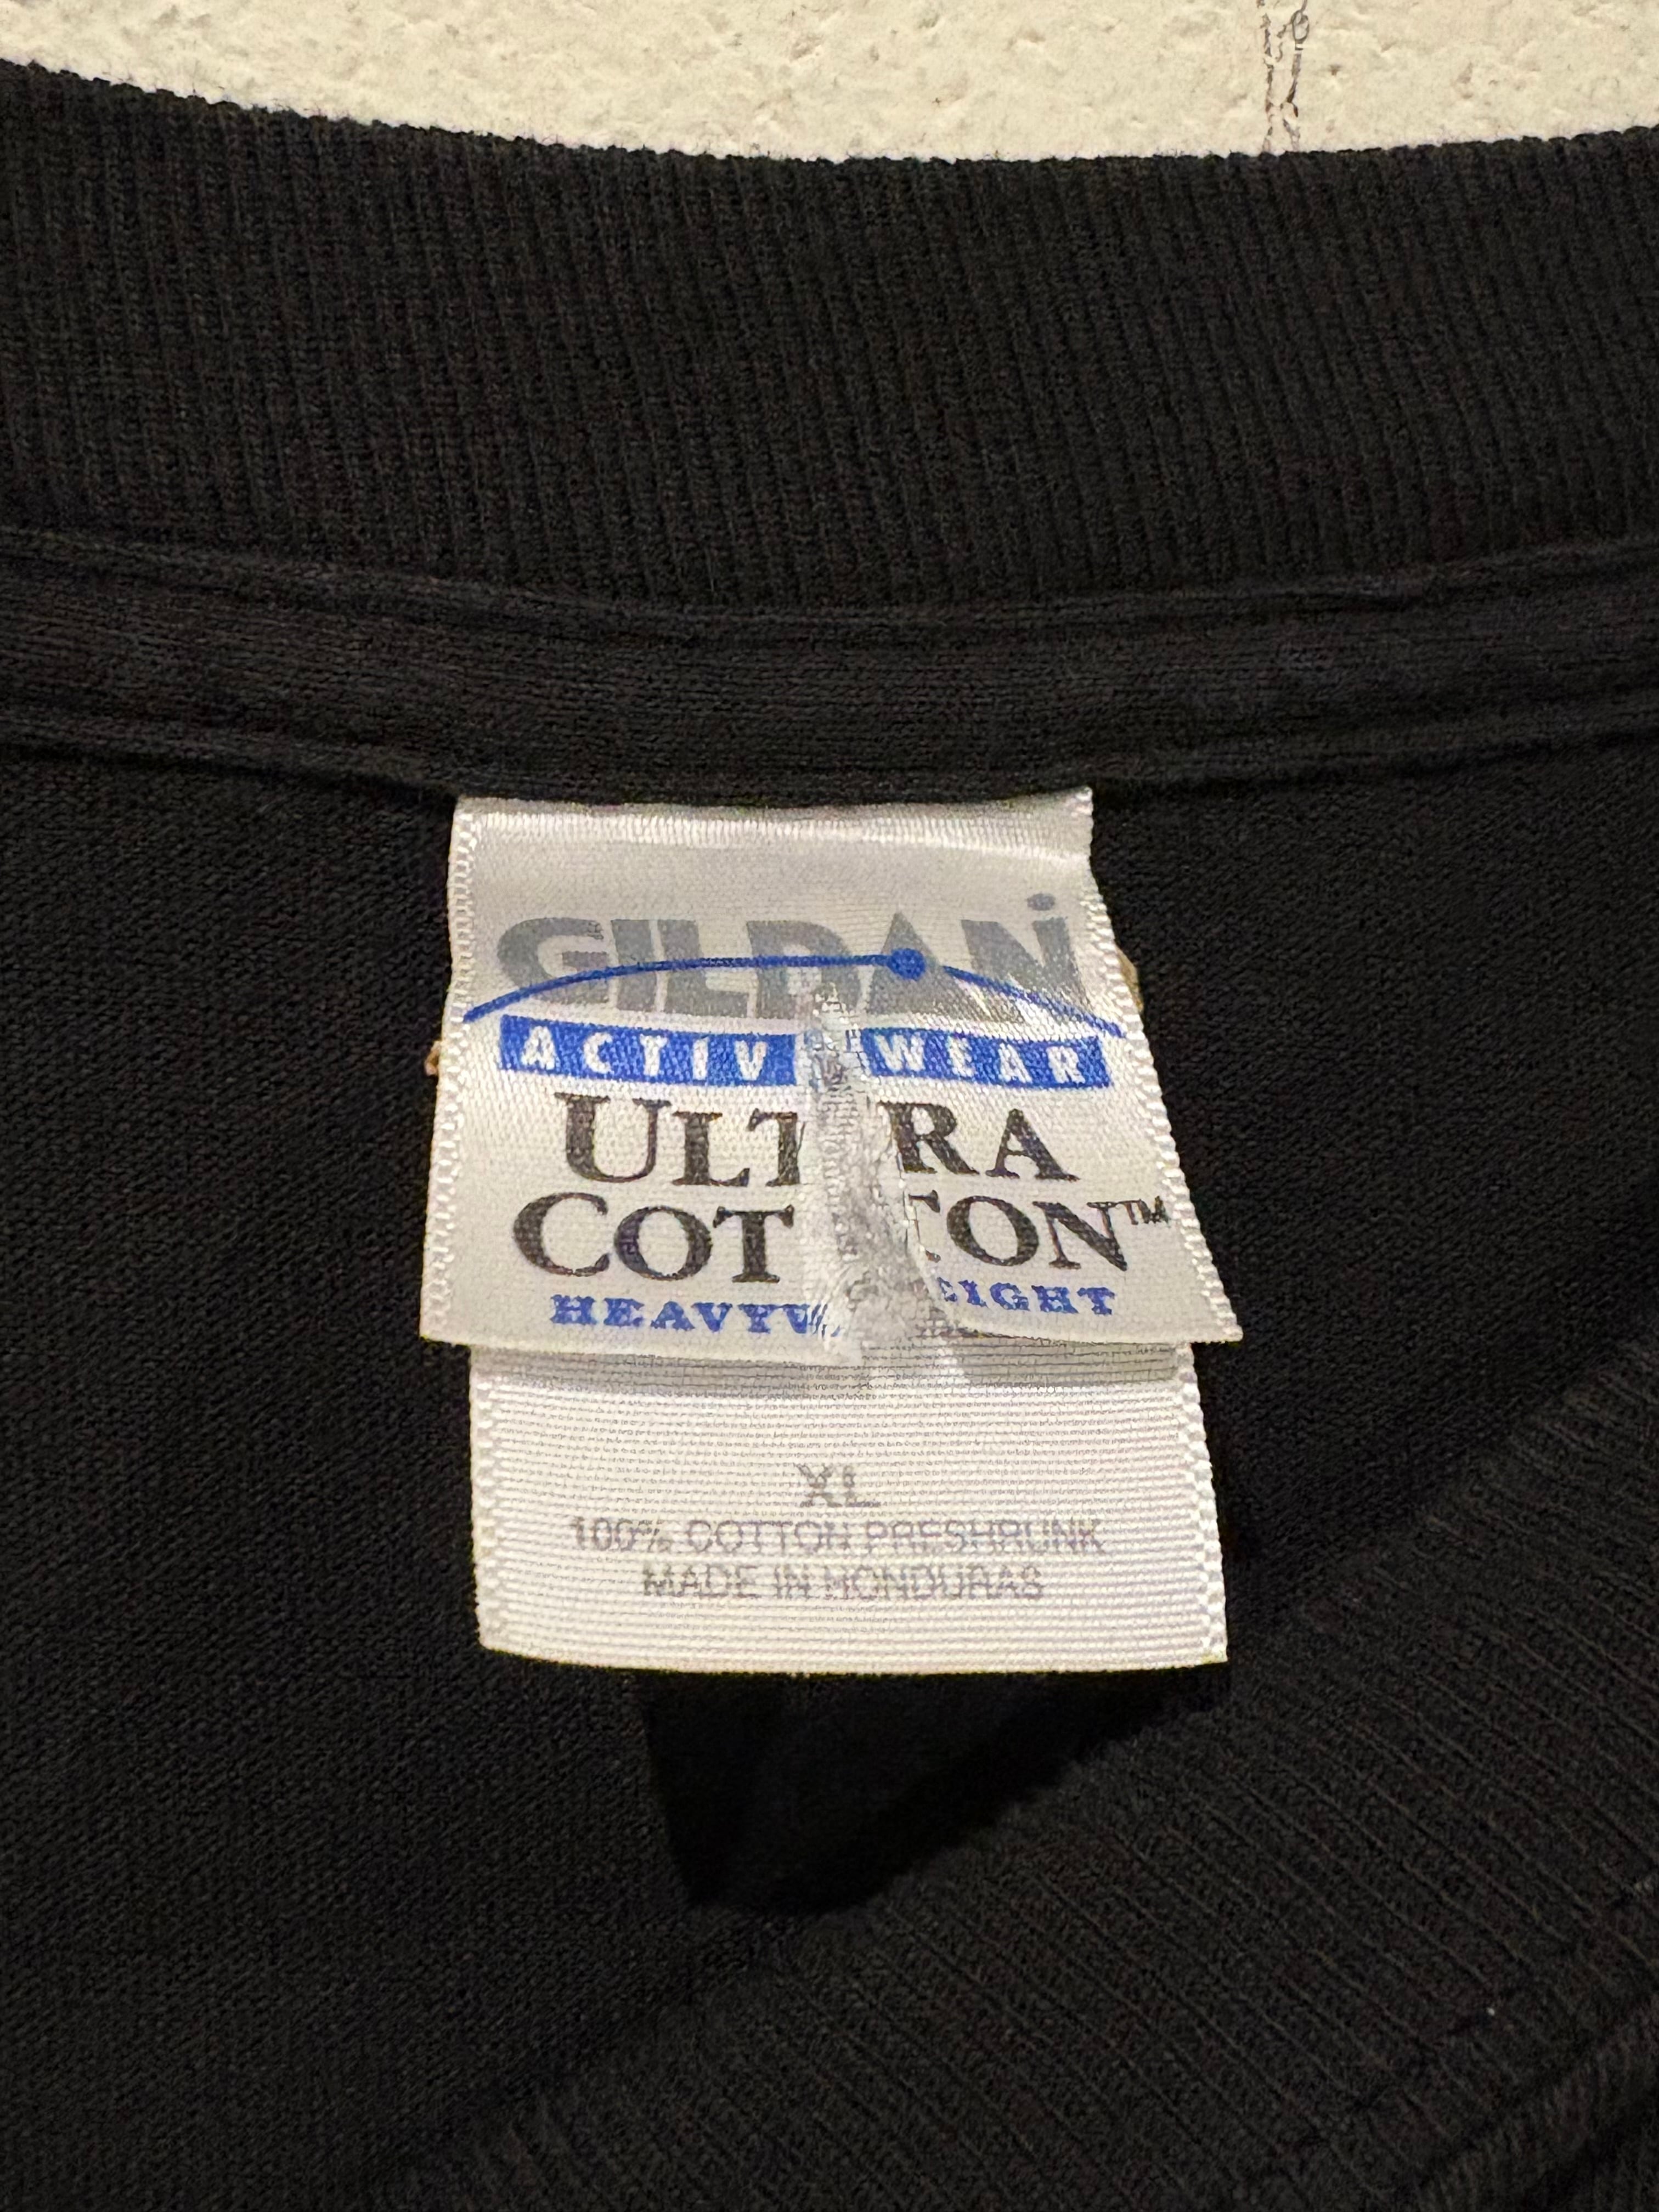 GILDAN
ACTIVEWEAR
ULTRA
COTTON™
HEAVYWEIGHT
XL
100% COTTON PRESHRUNK
MADE IN HONDURAS